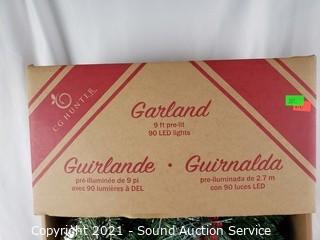 CG HUNTER
Garland
9 ft pre-lit
90 LED lights
Guirlande · Guirnalda
pré-illuminée de 9 pi
avec 90 lumières à DEL
pre-iluminada de 2.7 m
con 90 luces LED
Copyright 2021 - Sound Auction Service